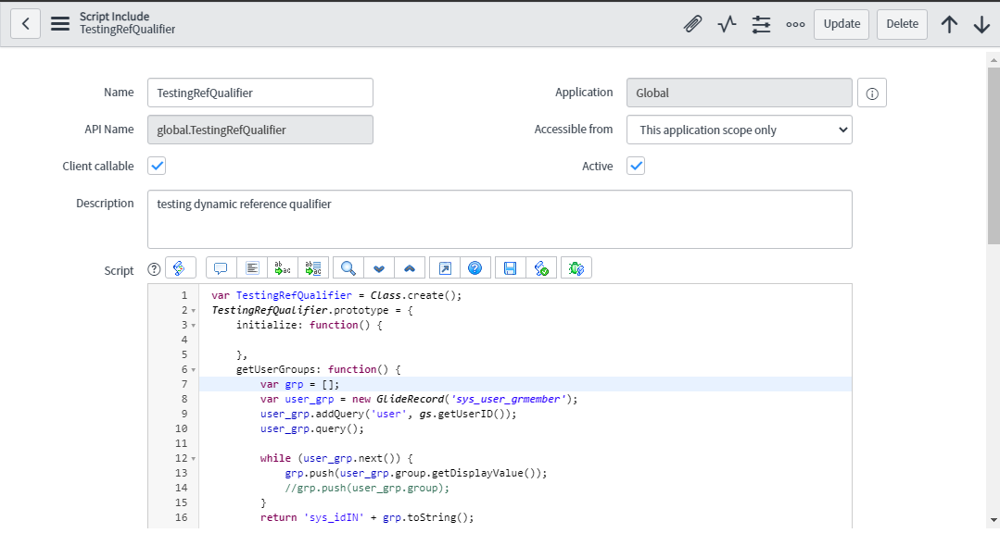 Script Include
TestingRefQualifier
Update
Delete
Name
TestingRefQualifier
Application
Global
API Name
global.TestingRefQualifier
Accessible from
This application scope only
Client callable
Active
Description
testing dynamic reference qualifier
Script
1 var TestingRefQualifier = Class.create();
2 TestingRefQualifier.prototype = {
3 initialize: function() {
4
5 },
6 getUserGroups: function() {
7 var grp = [];
8 var user_grp = new GlideRecord('sys_user_grmember');
9 user_grp.addQuery('user', gs.getUserID());
10 user_grp.query();
11
12 while (user_grp.next()) {
13 grp.push(user_grp.group.getDisplayValue());
14 //grp.push(user_grp.group);
15 }
16 return 'sys_idIN' + grp.toString();